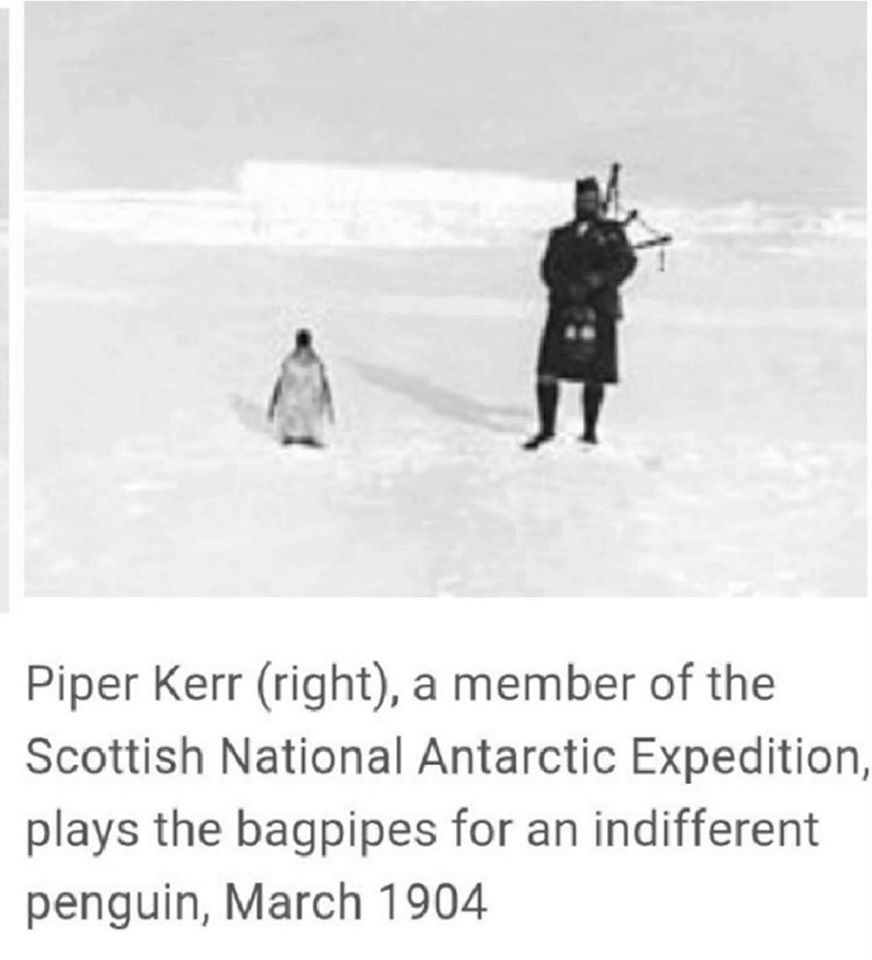 Piper Kerr (right), a member of the
Scottish National Antarctic Expedition,
plays the bagpipes for an indifferent
penguin, March 1904